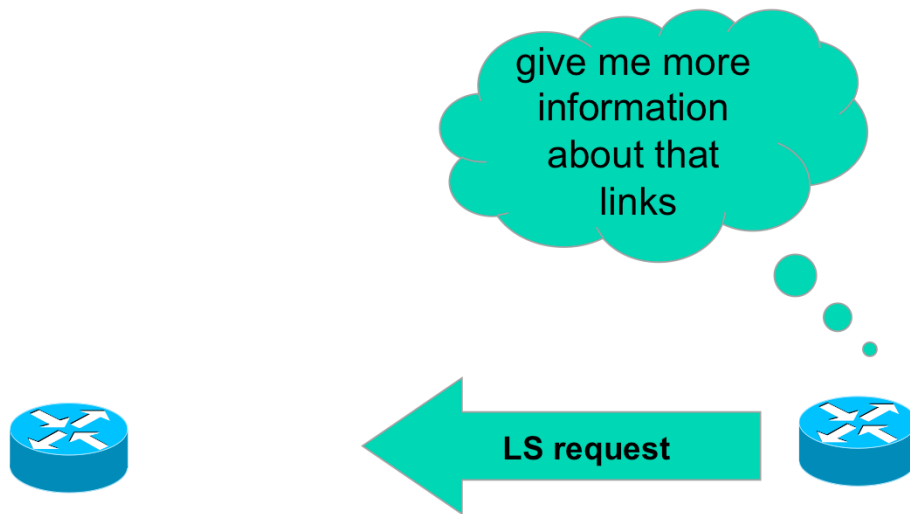 give me more
information
about that
links
LS request